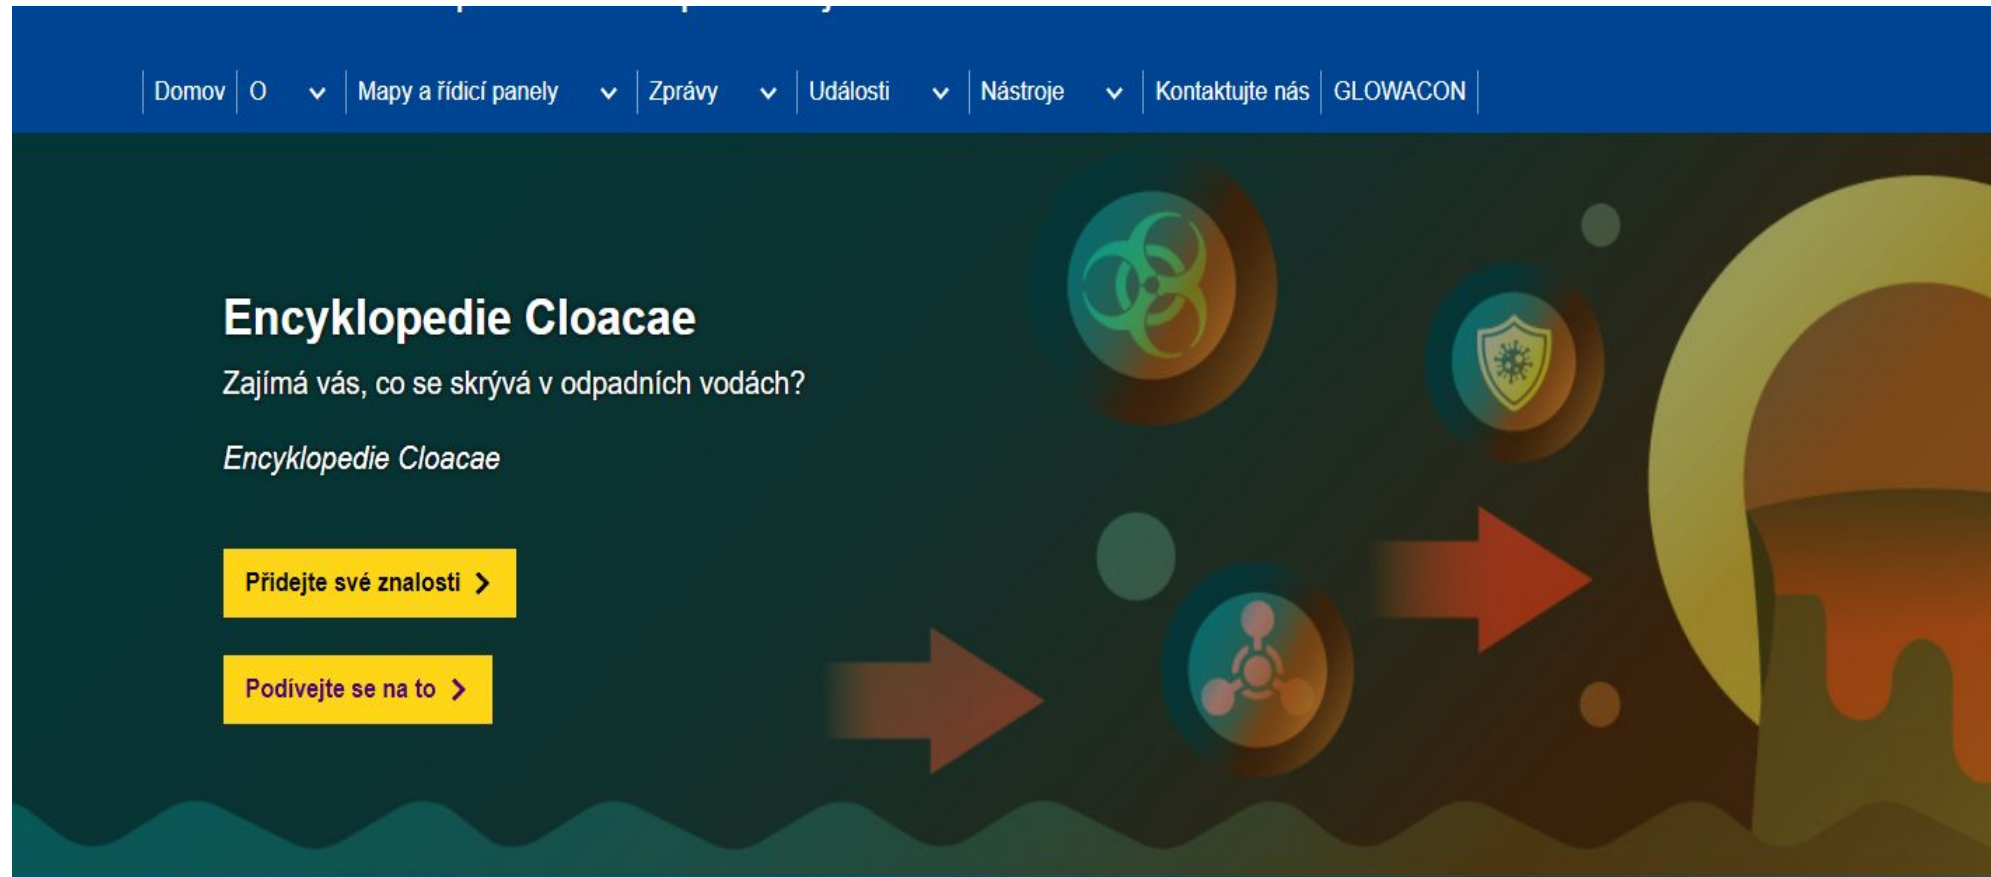 Domov O Mapy a řídicí panely Zprávy Události Nástroje Kontaktujte nás GLOWACON
Encyklopedie Cloacae
Zajímá vás, co se skrývá v odpadních vodách?
Encyklopedie Cloacae
Přidejte své znalosti
Podívejte se na to